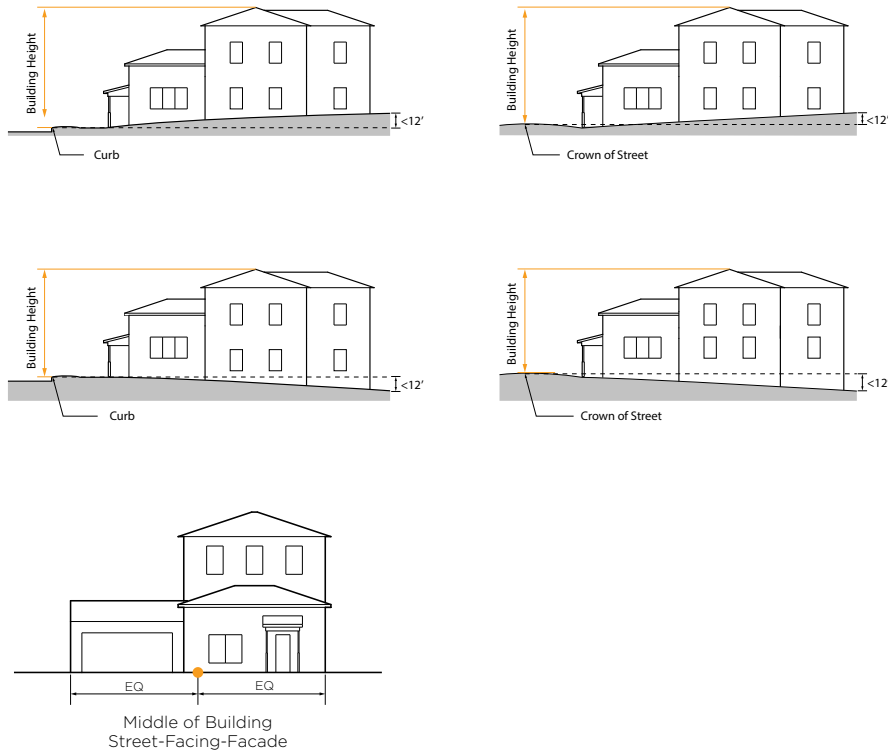 Building Height
<12'
Curb
Building Height
<12'
Crown of Street
Building Height
<12'
Curb
Building Height
<12'
Crown of Street
EQ
EQ
Middle of Building
Street-Facing-Facade